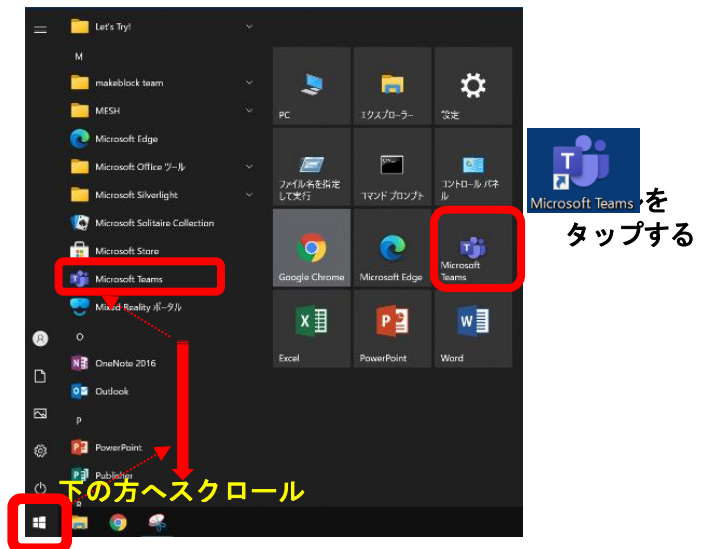 Let's Try!
M
makeblock team
MESH
Microsoft Edge
Microsoft Office ツール
Microsoft Silverlight
Microsoft Solitaire Collection
Microsoft Store
Microsoft Teams
Mixed Reality ポータル
O
OneNote 2016
Outlook
P
PowerPoint
Publisher
R
PC
エクスプローラー
設定
ファイル名を指定
して実行
コマンド プロンプト
コントロール パネ
ル
Google Chrome
Microsoft Edge
Microsoft
Teams
Excel
PowerPoint
Word
下の方へスクロール
Microsoft Teams
ルを
タップする